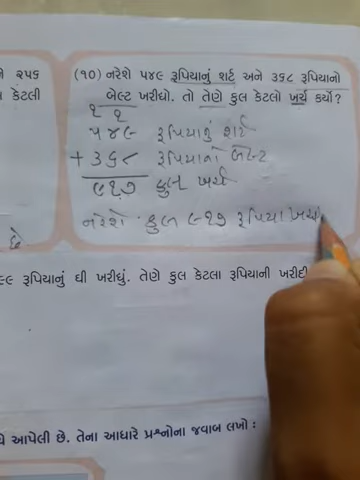 ૨૫૬
(૧૦) નરેશે ૫૪૯ રૂપિયાનું શર્ટ અને ૩૬૮ રૂપિયાનો
કેટલી
બેલ્ટ ખરીદ્યો. તો તેણે કુલ કેટલો ખર્ચ કર્યો?
૧ ૧
૫૪૯ રૂપિયાનું શર્ટ
+ ૩૬૮ રૂપિયાનો બેલ્ટ
૯૧૭ કુલ ખર્ચ
નરેશે કુલ ૯૧૭ રૂપિયા
છે
૯૯ રૂપિયાનું ઘી ખરીદ્યું. તેણે કુલ કેટલા રૂપિયાની ખરીદી
આપેલી છે. તેના આધારે પ્રશ્નોના જવાબ લખો :